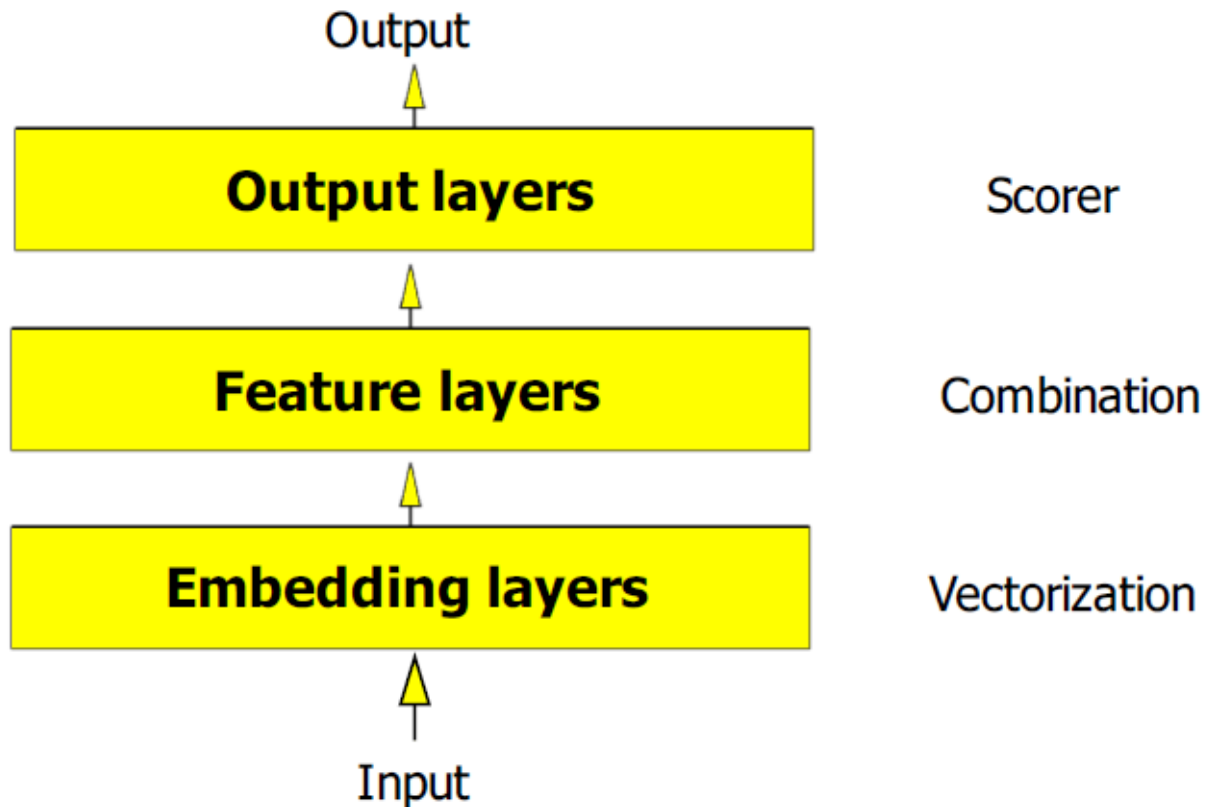 Output
Output layers
Scorer
Feature layers
Combination
Embedding layers
Vectorization
Input